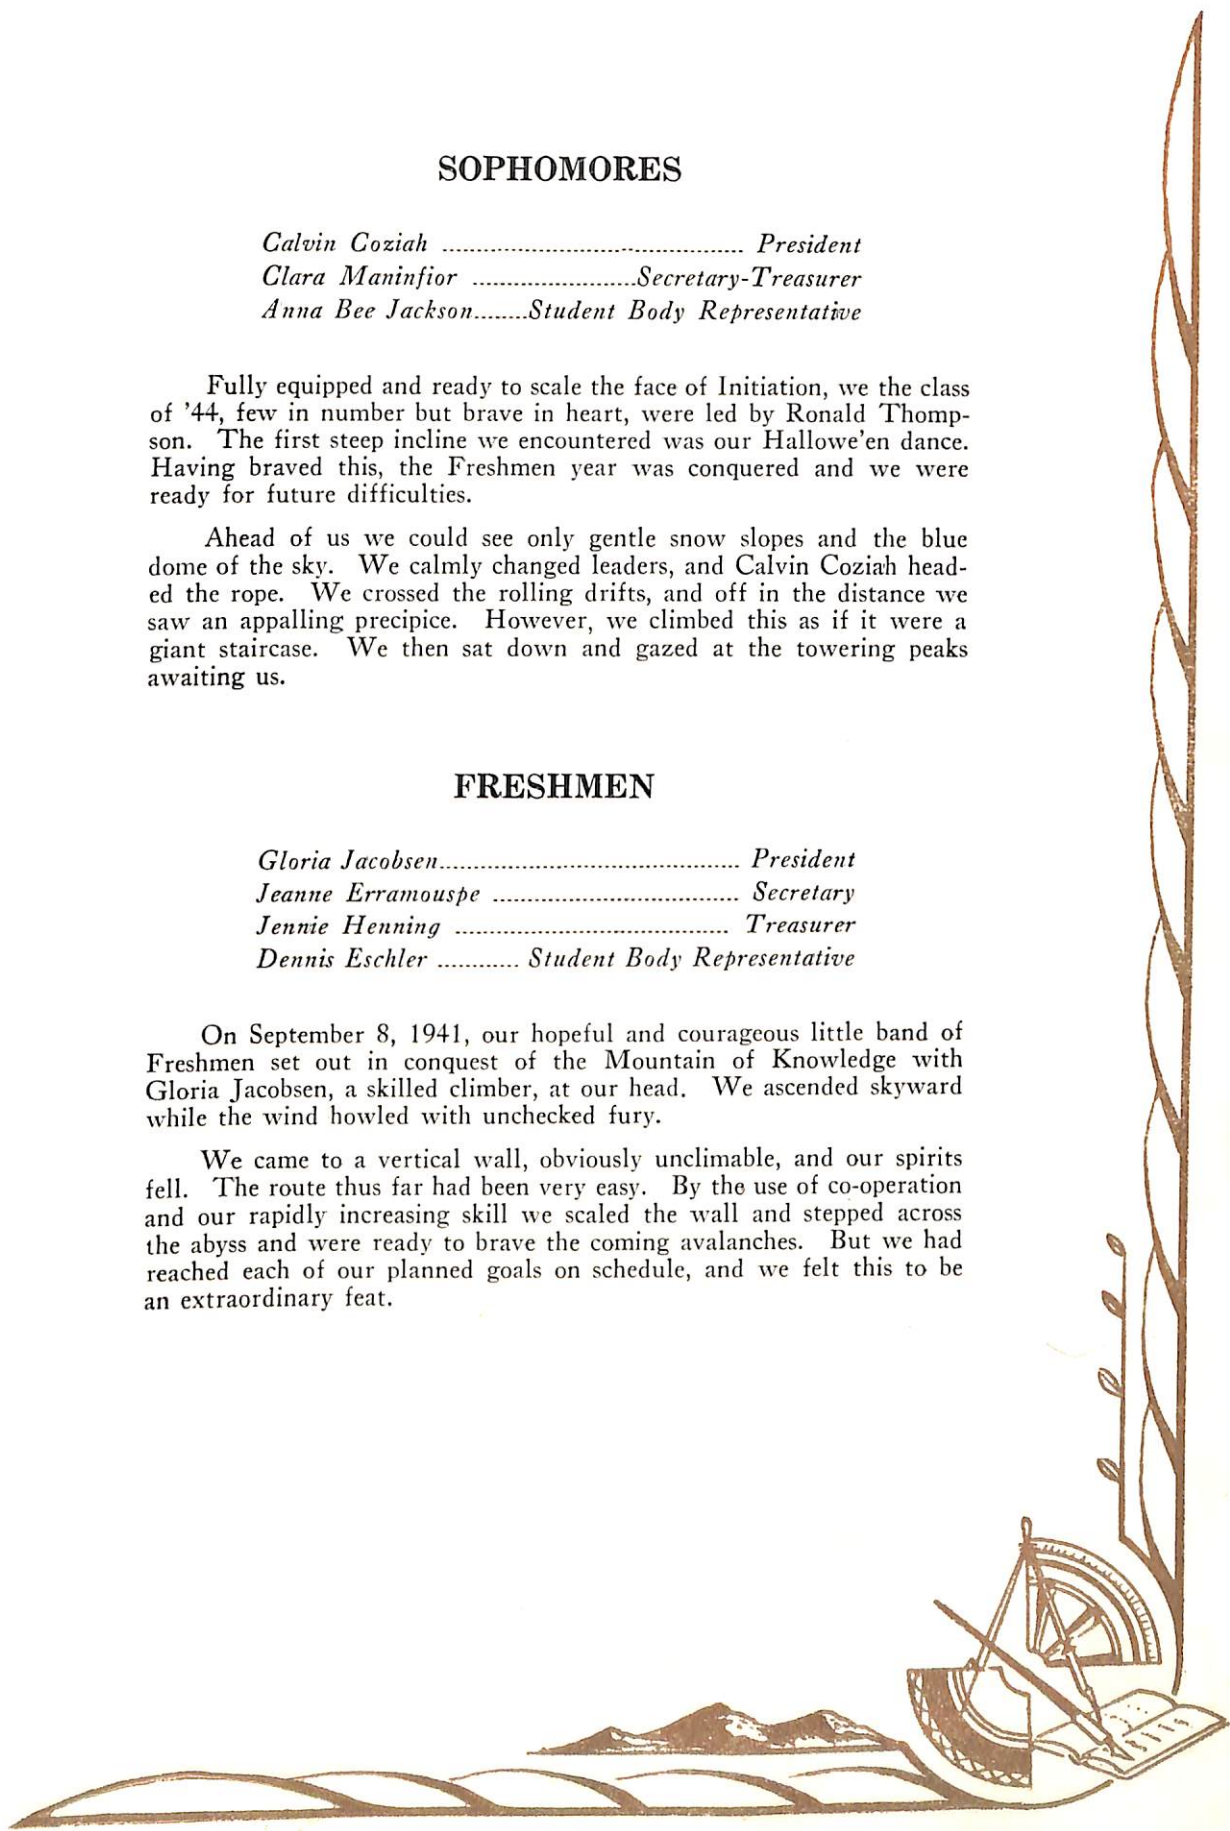 SOPHOMORES
Calvin Coziah ............................................ President
Clara Maninfior ........................Secretary-Treasurer
Anna Bee Jackson........Student Body Representative
Fully equipped and ready to scale the face of Initiation, we the class
of '44, few in number but brave in heart, were led by Ronald Thomp-
son. The first steep incline we encountered was our Hallowe'en dance.
Having braved this, the Freshmen year was conquered and we were
ready for future difficulties.
Ahead of us we could see only gentle snow slopes and the blue
dome of the sky. We calmly changed leaders, and Calvin Coziah head-
ed the rope. We crossed the rolling drifts, and off in the distance we
saw an appalling precipice. However, we climbed this as if it were a
giant staircase. We then sat down and gazed at the towering peaks
awaiting us.
FRESHMEN
Gloria Jacobsen............................................ President
Jeanne Erramouspe .................................... Secretary
Jennie Henning ........................................ Treasurer
Dennis Eschler ............ Student Body Representative
On September 8, 1941, our hopeful and courageous little band of
Freshmen set out in conquest of the Mountain of Knowledge with
Gloria Jacobsen, a skilled climber, at our head. We ascended skyward
while the wind howled with unchecked fury.
We came to a vertical wall, obviously unclimable, and our spirits
fell. The route thus far had been very easy. By the use of co-operation
and our rapidly increasing skill we scaled the wall and stepped across
the abyss and were ready to brave the coming avalanches. But we had
reached each of our planned goals on schedule, and we felt this to be
an extraordinary feat.